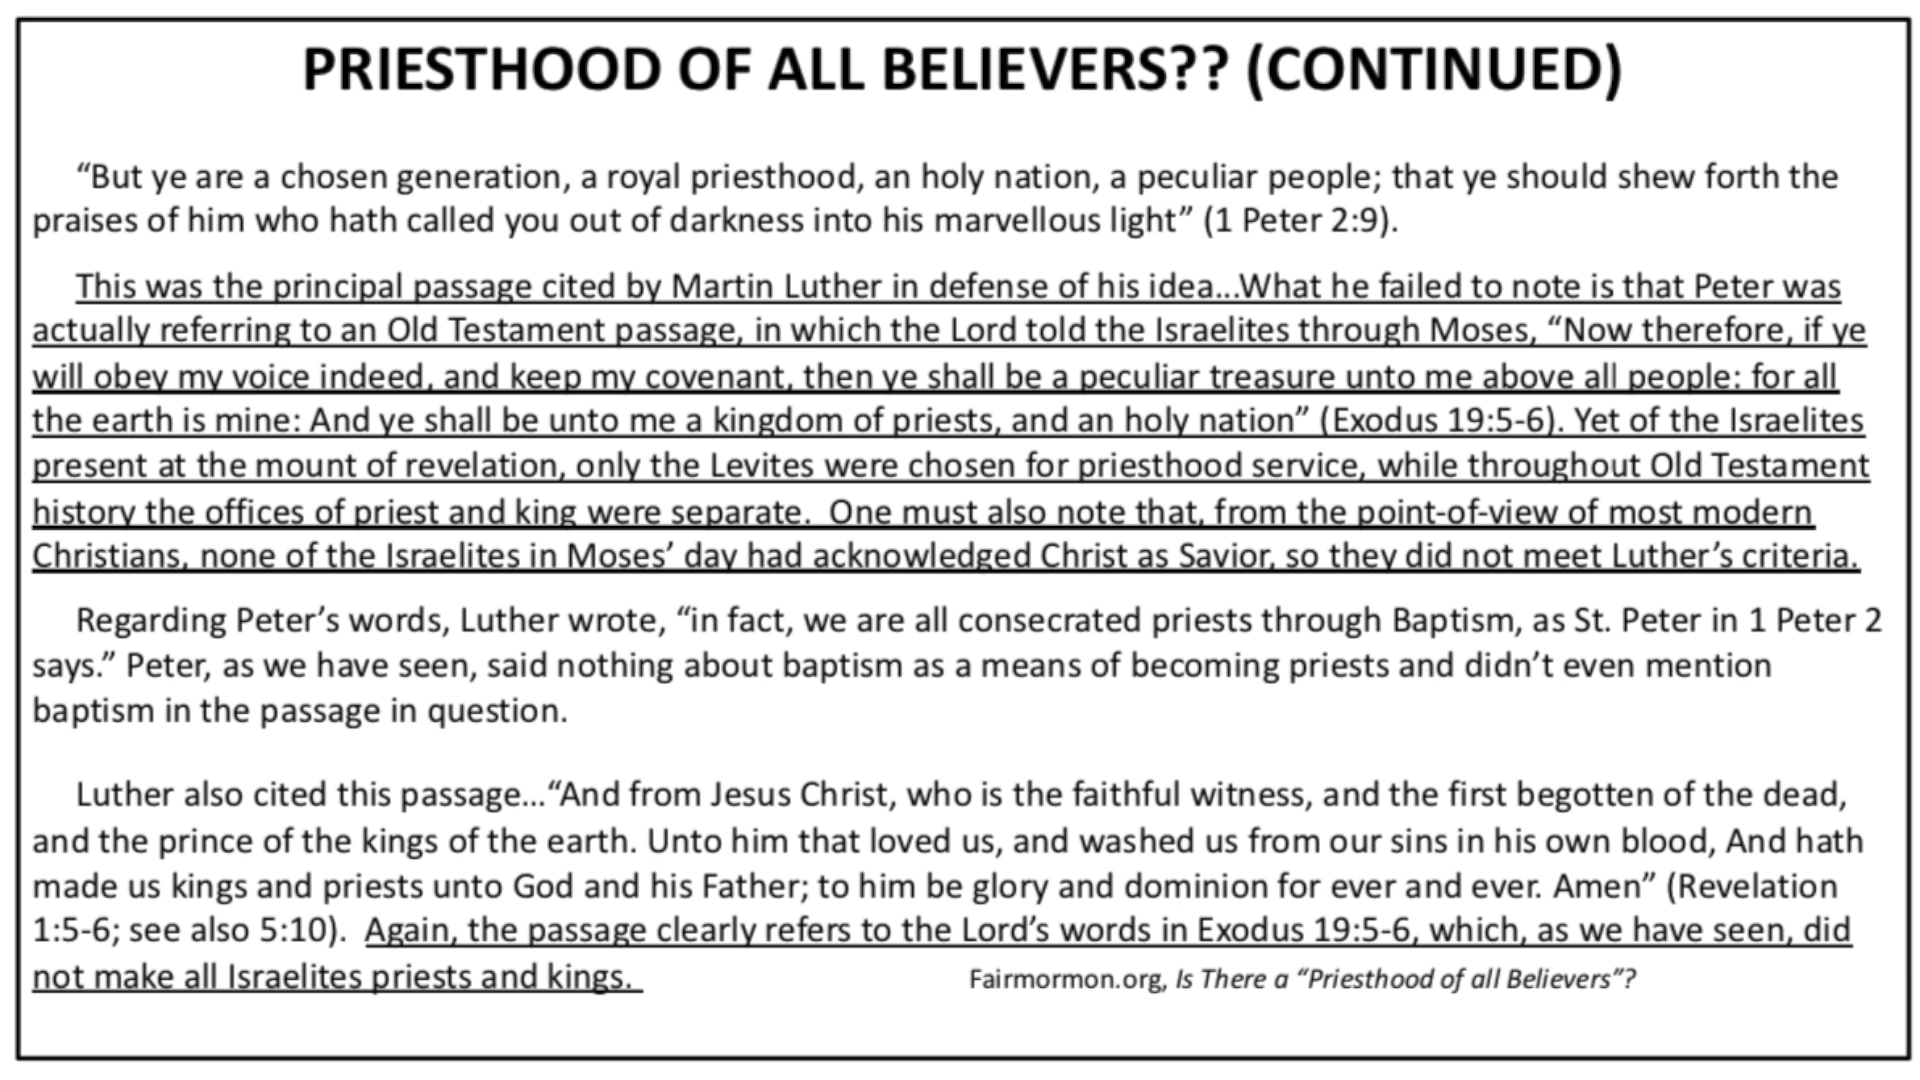 PRIESTHOOD OF ALL BELIEVERS?? (CONTINUED)
“But ye are a chosen generation, a royal priesthood, an holy nation, a peculiar people; that ye should shew forth the
praises of him who hath called you out of darkness into his marvellous light” (1 Peter 2:9).
This was the principal passage cited by Martin Luther in defense of his idea...What he failed to note is that Peter was
actually referring to an Old Testament passage, in which the Lord told the Israelites through Moses, “Now therefore, if ye
will obey my voice indeed, and keep my covenant, then ye shall be a peculiar treasure unto me above all people: for all
the earth is mine: And ye shall be unto me a kingdom of priests, and an holy nation” (Exodus 19:5-6). Yet of the Israelites
present at the mount of revelation, only the Levites were chosen for priesthood service, while throughout Old Testament
history the offices of priest and king were separate.  One must also note that, from the point-of-view of most modern
Christians, none of the Israelites in Moses’ day had acknowledged Christ as Savior, so they did not meet Luther’s criteria.
Regarding Peter’s words, Luther wrote, “in fact, we are all consecrated priests through Baptism, as St. Peter in 1 Peter 2
says.” Peter, as we have seen, said nothing about baptism as a means of becoming priests and didn’t even mention
baptism in the passage in question.
Luther also cited this passage...“And from Jesus Christ, who is the faithful witness, and the first begotten of the dead,
and the prince of the kings of the earth. Unto him that loved us, and washed us from our sins in his own blood, And hath
made us kings and priests unto God and his Father; to him be glory and dominion for ever and ever. Amen” (Revelation
1:5-6; see also 5:10).  Again, the passage clearly refers to the Lord’s words in Exodus 19:5-6, which, as we have seen, did
not make all Israelites priests and kings.
Fairmormon.org, Is There a “Priesthood of all Believers”?